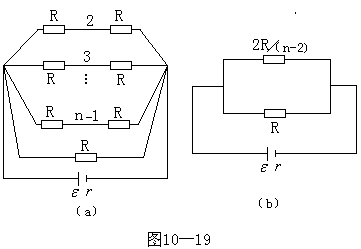 R 2 R
3
R R
R n-1 R
R
ε r
(a)
2R/(n-2)
R
ε r
(b)
图10—19